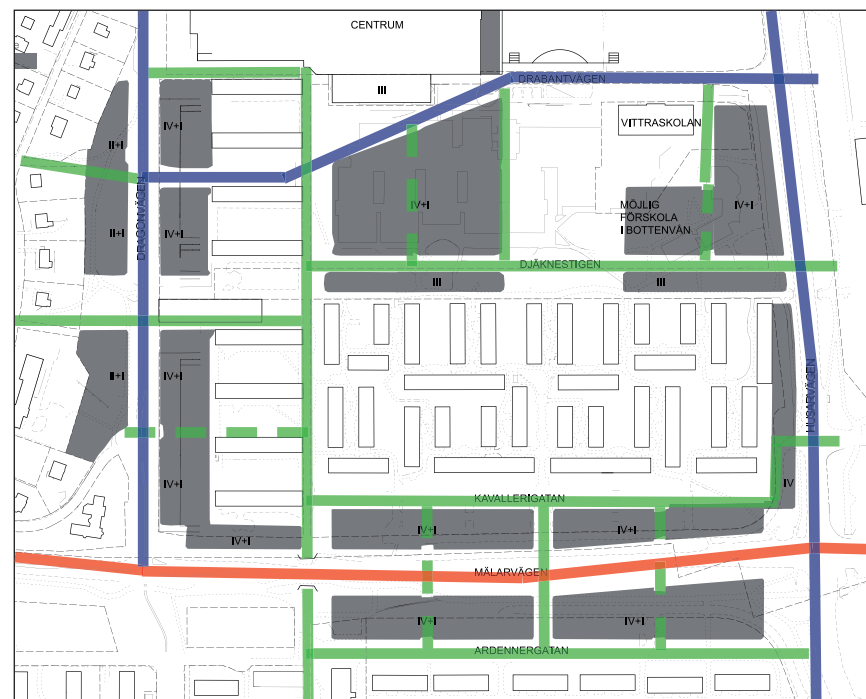 CENTRUM
DRABANTVÄGEN
III
VITTRASKOLAN
IV+I
II+I
DRAGONVÄGEN
IV+I
IV+I
MÖJLIG
FÖRSKOLA
I BOTTENVÅN
IV+I
II+I
IV+I
DJÄKNESTIGEN
III
III
II+I
IV+I
HUSARVÄGEN
IV+I
IV
KAVALLERIGATAN
IV+I
IV+I
IV+I
MÄLARVÄGEN
IV+I
IV+I
ARDENNERGATAN